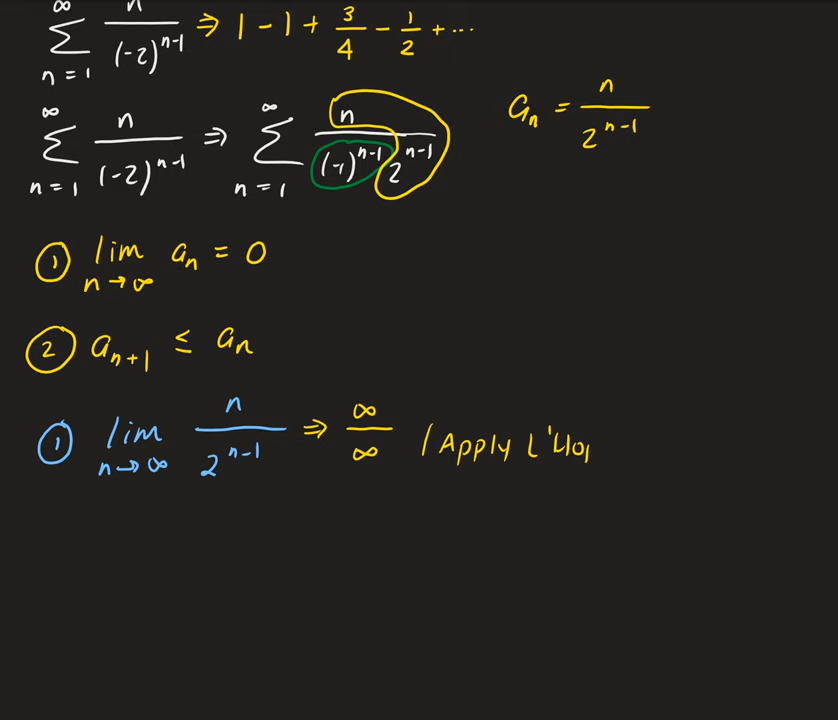 ∞ ∑ n=1 n/(-2)^(n-1) ⇒ 1 - 1 + 3/4 - 1/2 + ...
∞ ∑ n=1 n/(-2)^(n-1) ⇒ ∞ ∑ n=1 n/((-1)^(n-1) 2^(n-1)) a_n = n/2^(n-1)
① lim n→∞ a_n = 0
② a_(n+1) ≤ a_n
① lim n→∞ n/2^(n-1) ⇒ ∞/∞ / Apply L'Ho